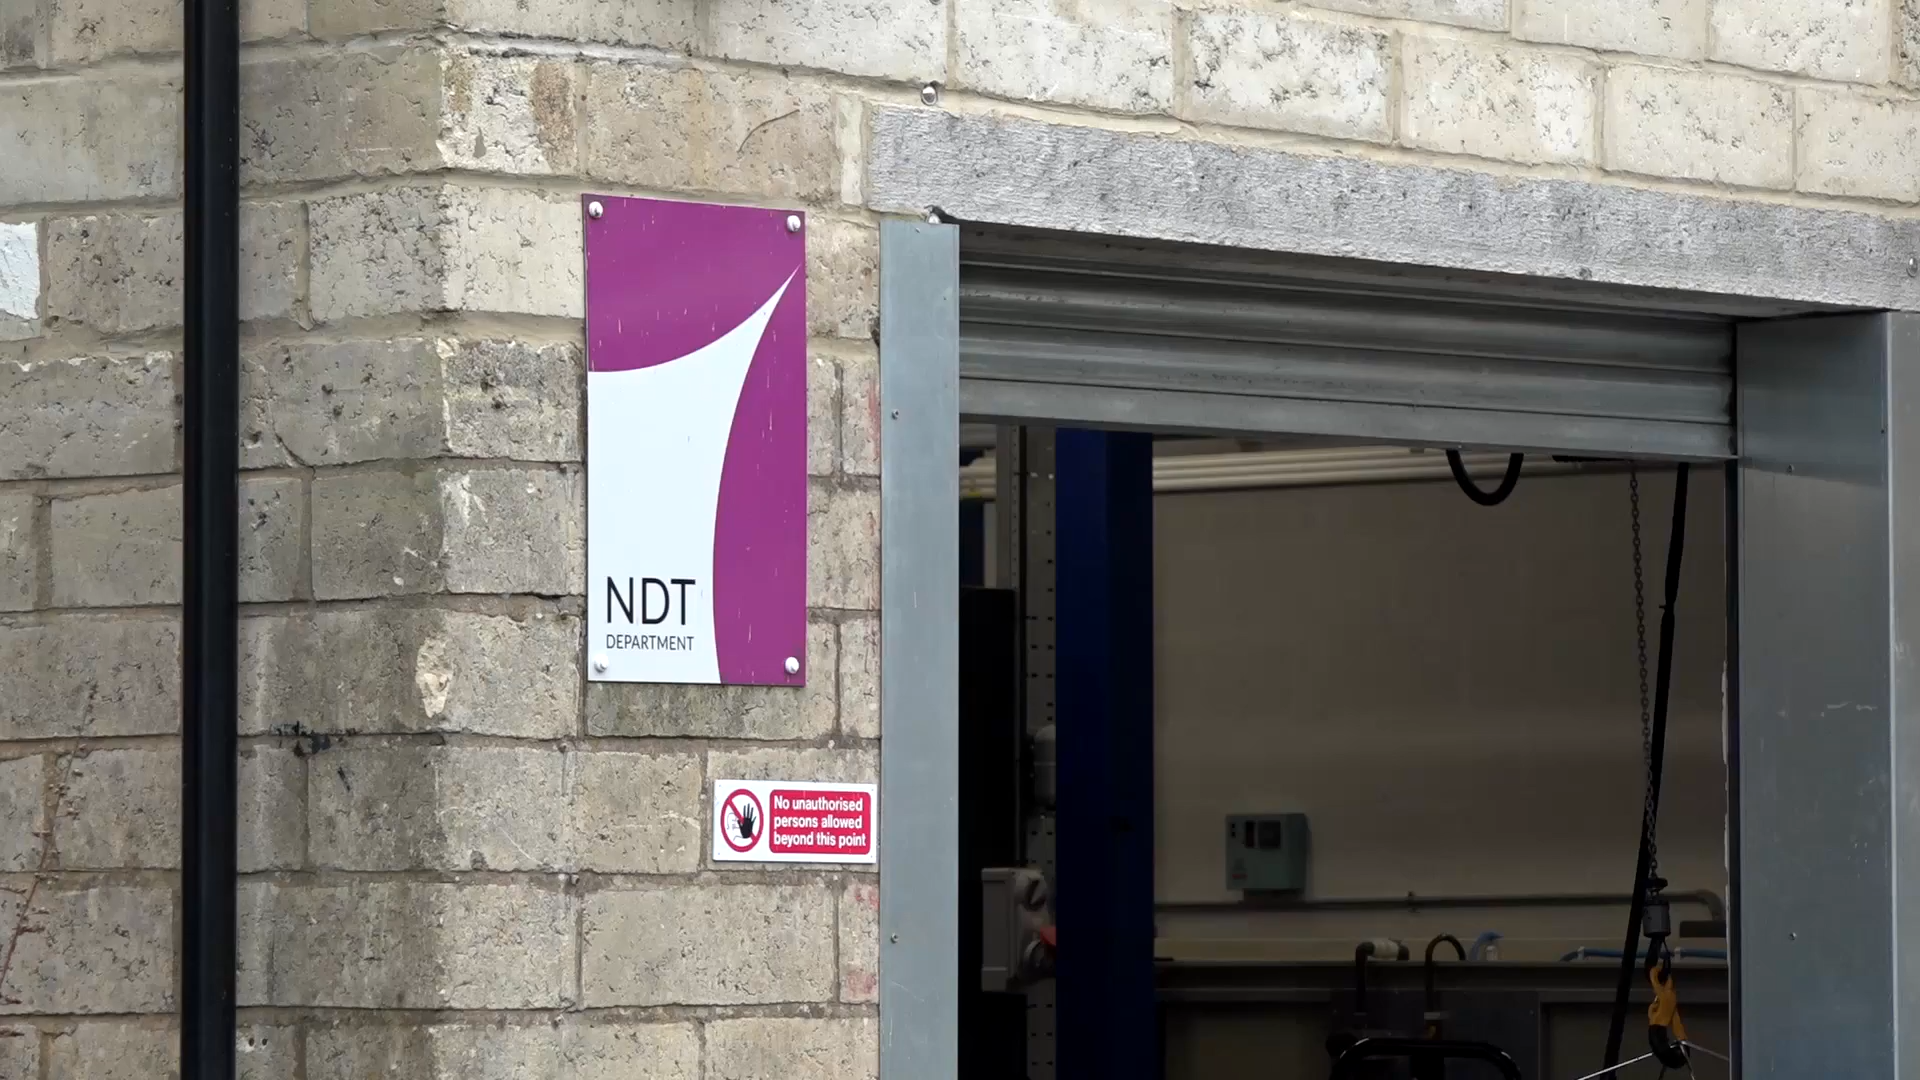 NDT
DEPARTMENT
No unauthorised
persons allowed
beyond this point